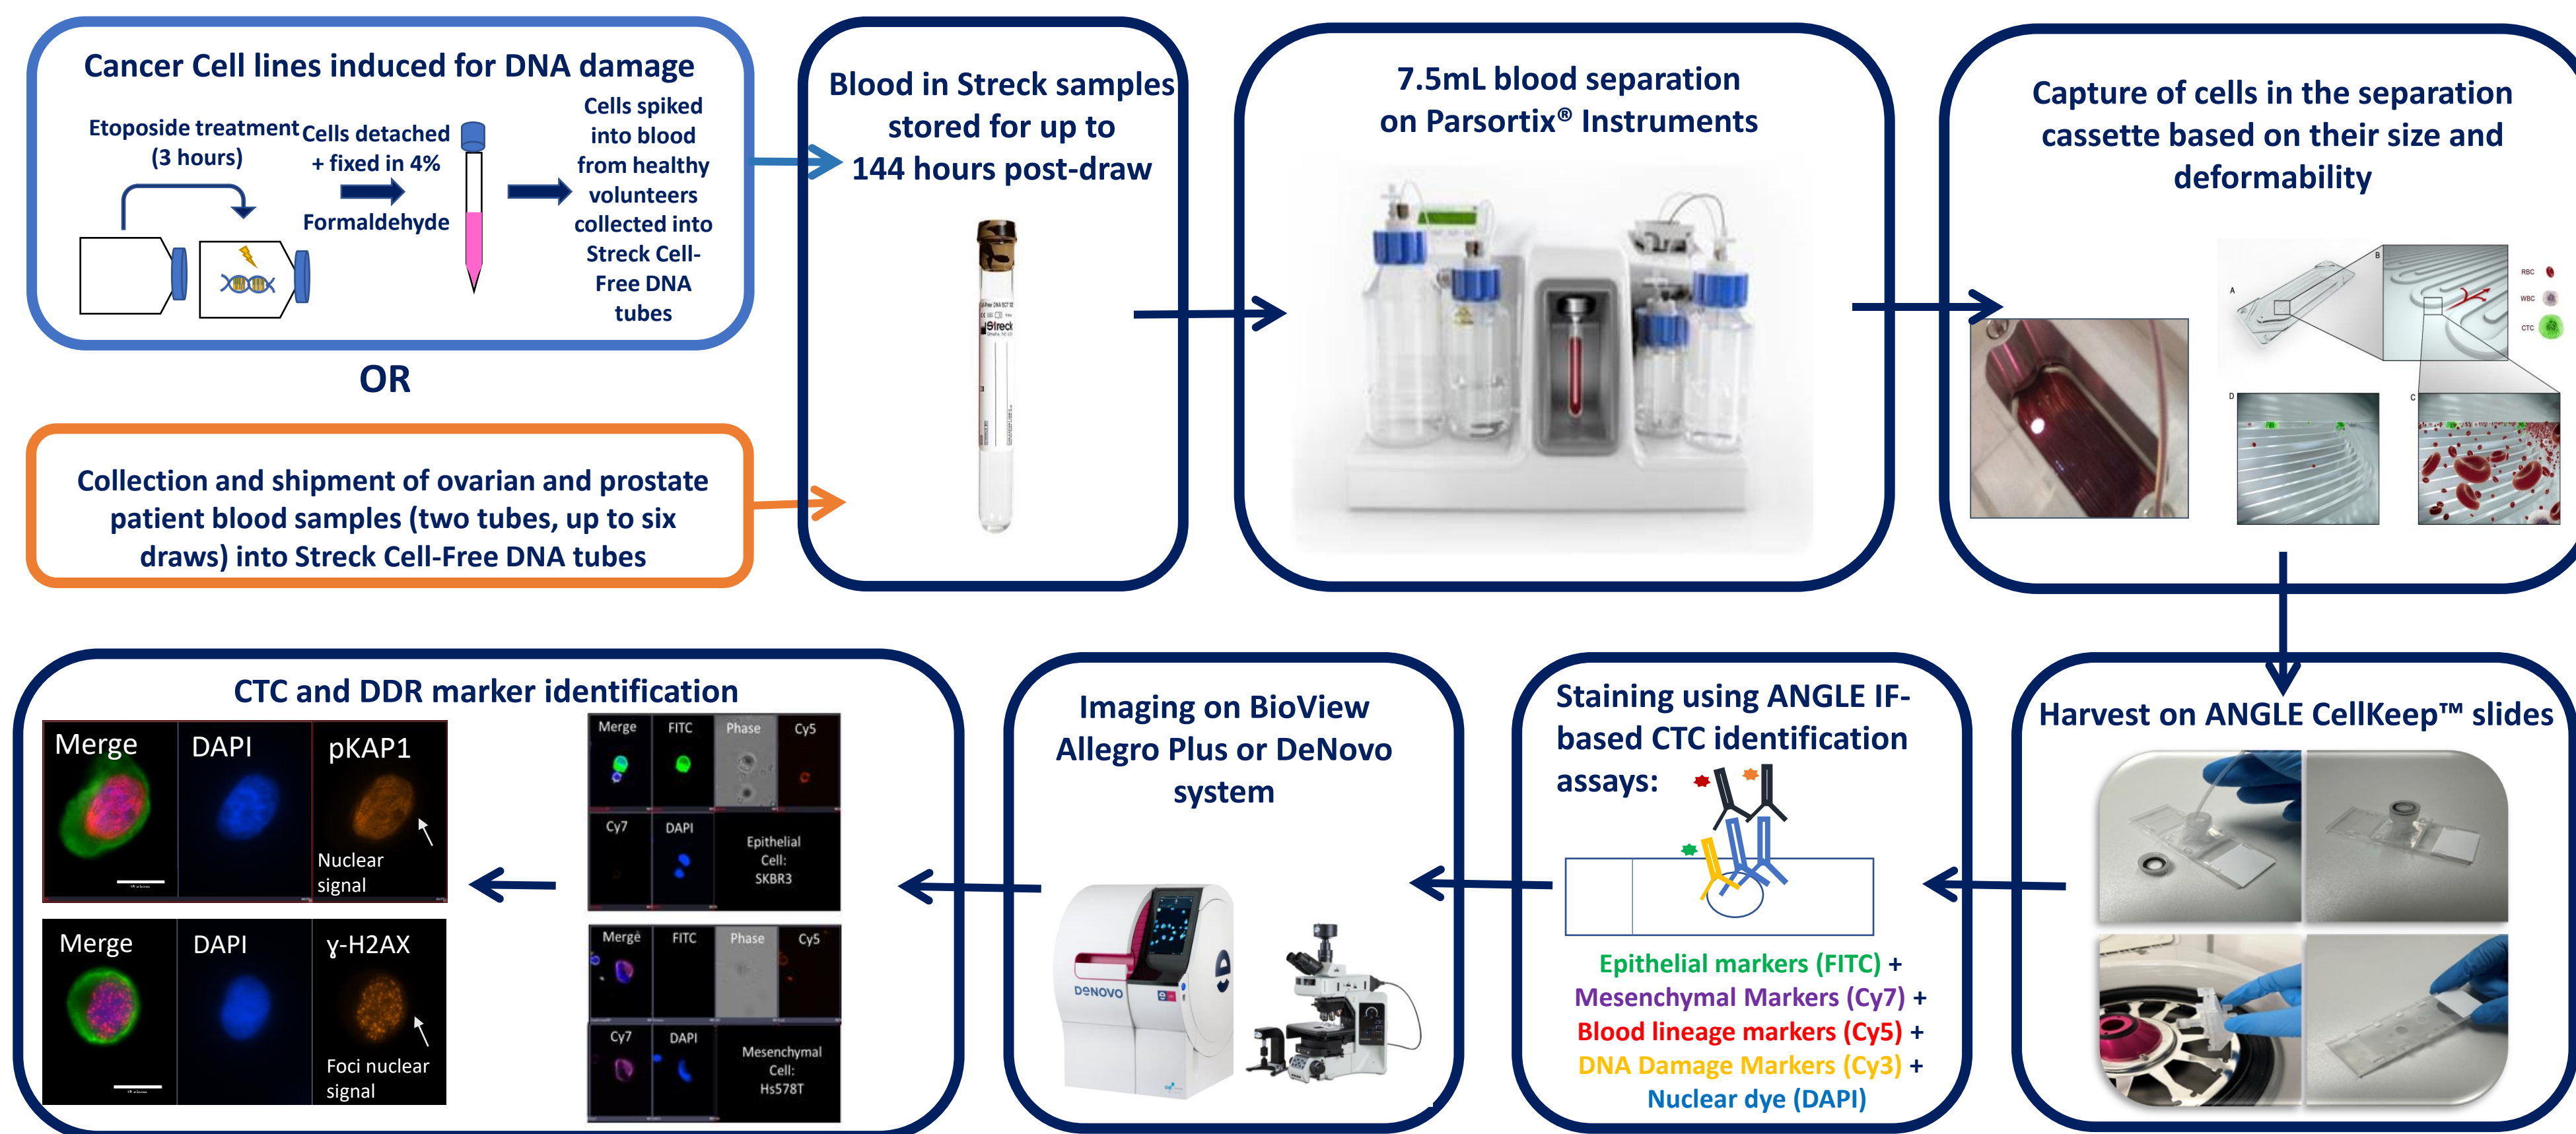 Cancer Cell lines induced for DNA damage
Etoposide treatment
(3 hours)
Cells detached
+ fixed in 4%
Formaldehyde
Cells spiked
into blood
from healthy
volunteers
collected into
Streck Cell-
Free DNA
tubes
OR
Collection and shipment of ovarian and prostate
patient blood samples (two tubes, up to six
draws) into Streck Cell-Free DNA tubes
Blood in Streck samples
stored for up to
144 hours post-draw
Streck
7.5mL blood separation
on Parsortix® Instruments
Capture of cells in the separation
cassette based on their size and
deformability
A
B
RBC
WBC
CTC
D
C
Harvest on ANGLE CellKeep™ slides
Staining using ANGLE IF-
based CTC identification
assays:
Epithelial markers (FITC) +
Mesenchymal Markers (Cy7) +
Blood lineage markers (Cy5) +
DNA Damage Markers (Cy3) +
Nuclear dye (DAPI)
Imaging on BioView
Allegro Plus or DeNovo
system
DENOVO
CTC and DDR marker identification
Merge
DAPI
pKAP1
Nuclear
signal
Merge
DAPI
ɣ-H2AX
Foci nuclear
signal
Merge
FITC
Phase
Cy5
Cy7
DAPI
Epithelial
Cell:
SKBR3
Merge
FITC
Phase
Cy5
Cy7
DAPI
Mesenchymal
Cell:
Hs578T